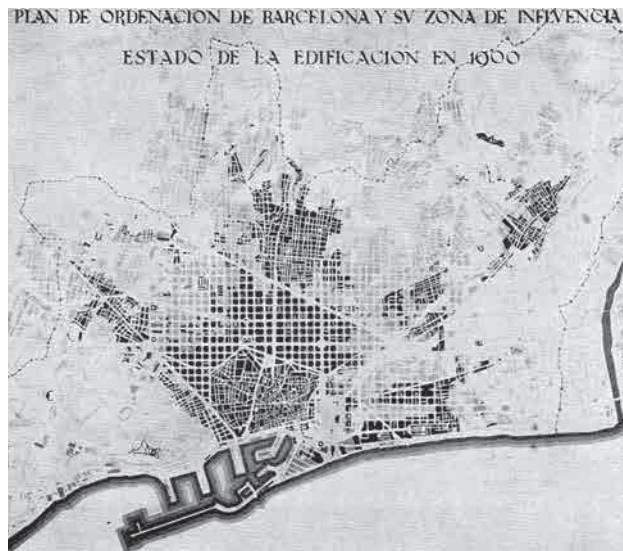 PLAN DE ORDENACION DE BARCELONA Y SV ZONA DE INFLVENCIA
ESTADO DE LA EDIFICACION EN 1900